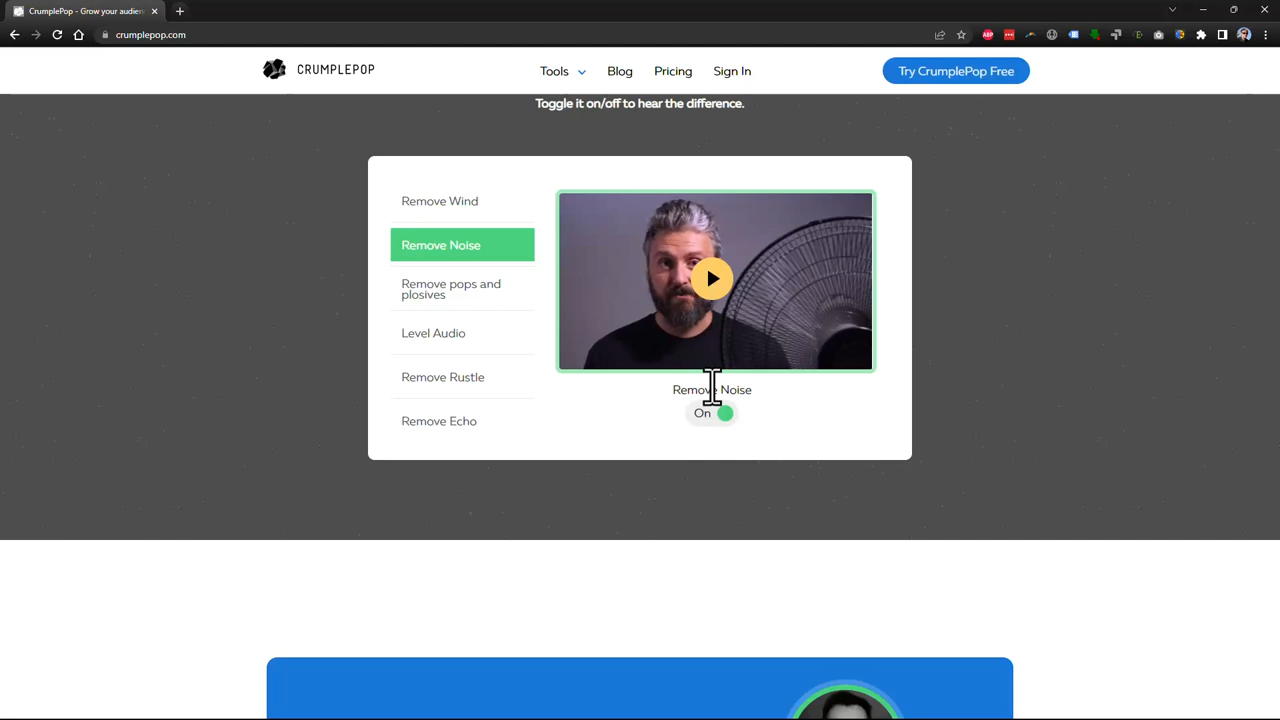 CrumplePop - Grow your audien
crumplepop.com
CRUMPLEPOP
Tools
Blog
Pricing
Sign In
Try CrumplePop Free
Toggle it on/off to hear the difference.
Remove Wind
Remove Noise
Remove pops and
plosives
Level Audio
Remove Rustle
Remove Echo
Remove Noise
On